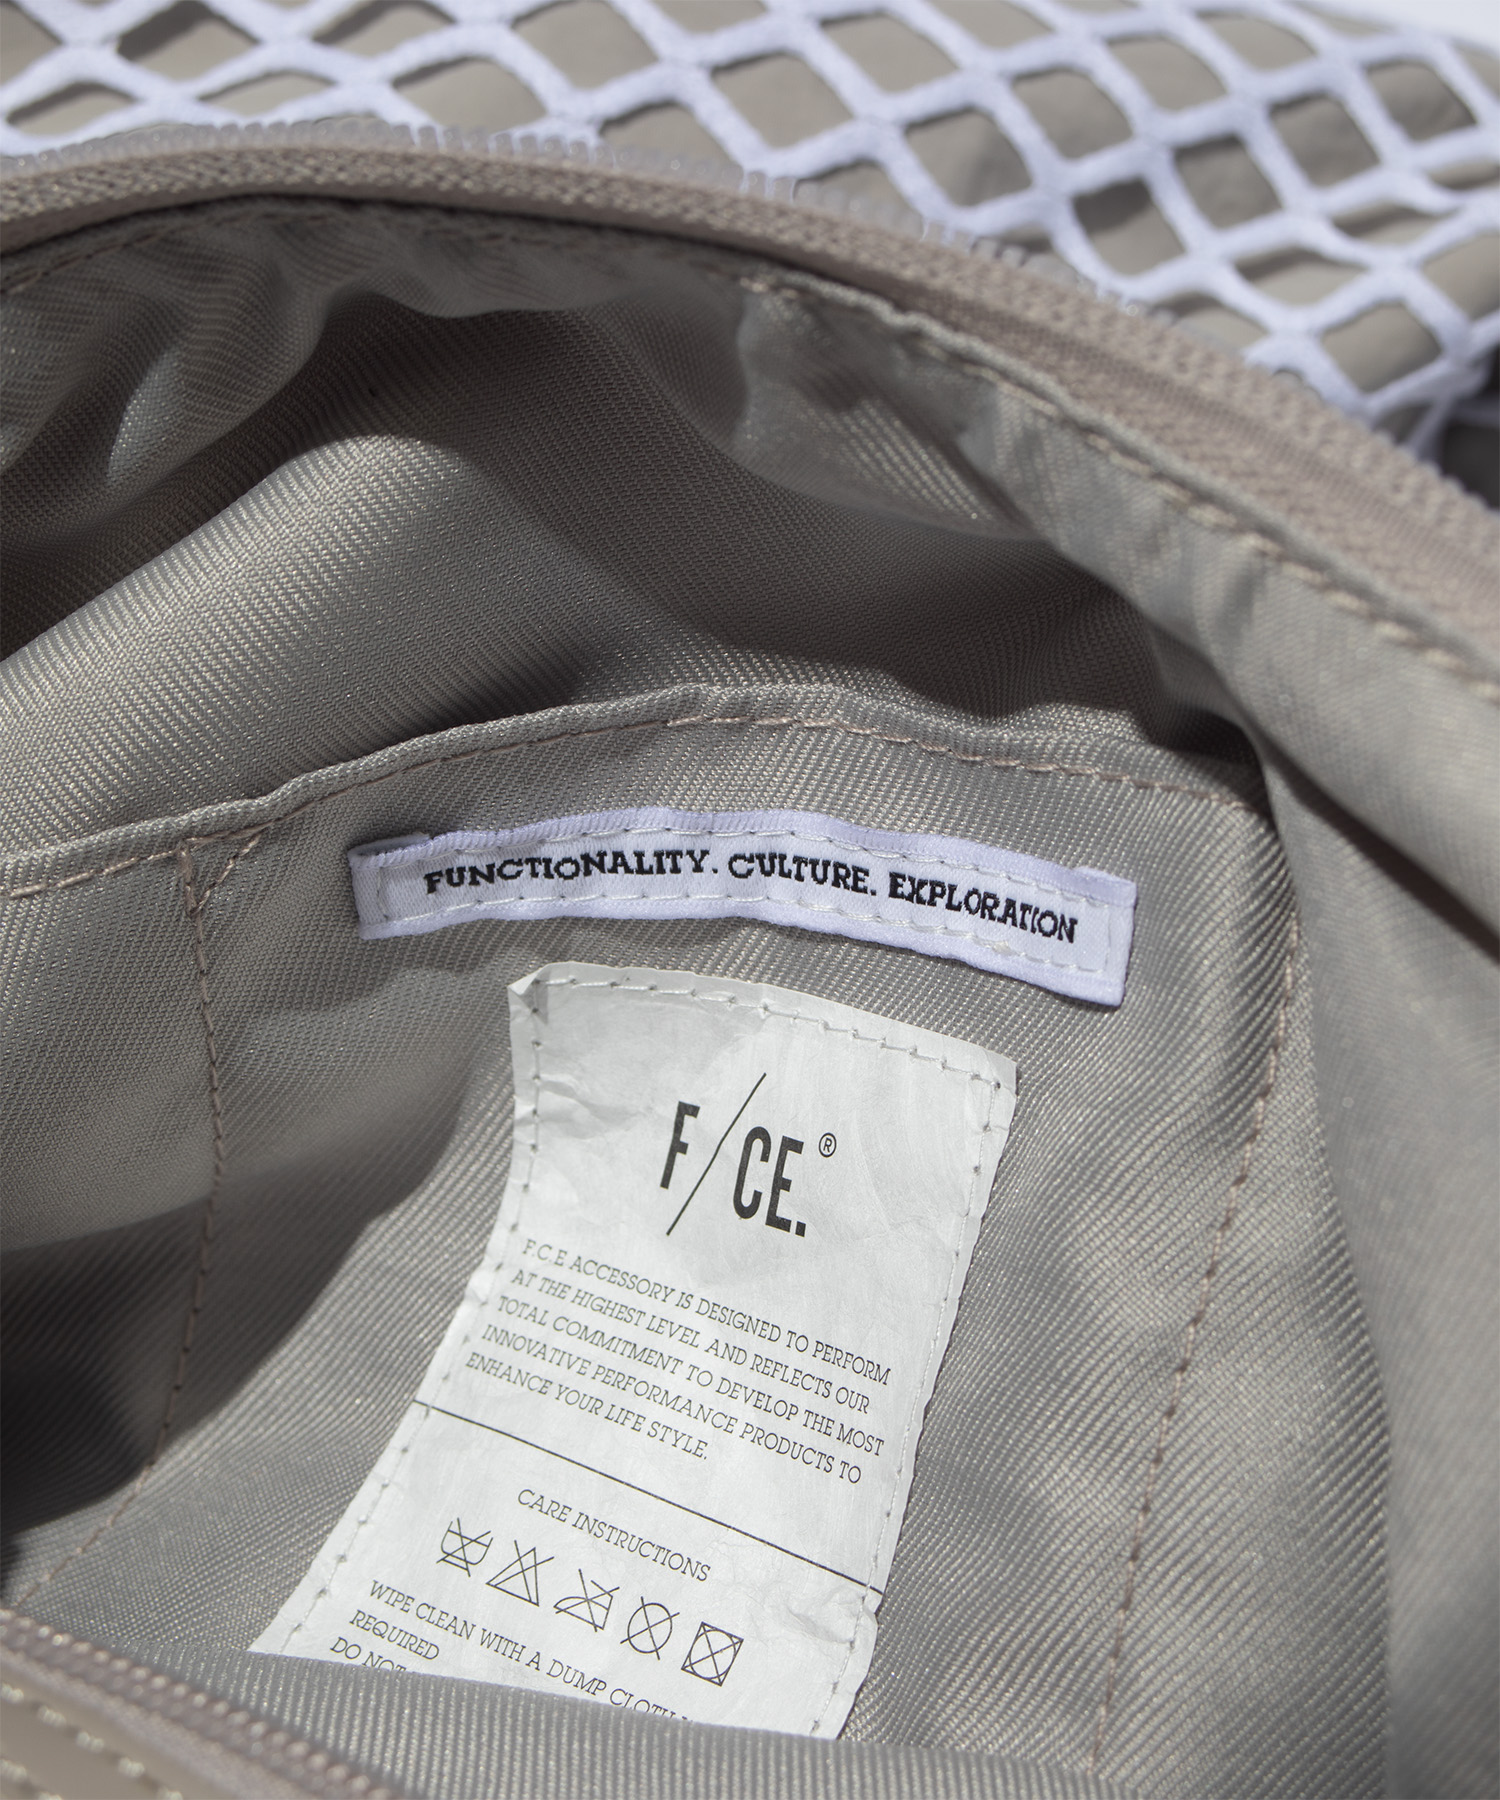 FUNCTIONALITY. CULTURE. EXPLORATION
F/CE.®
F.C.E ACCESSORY IS DESIGNED TO PERFORM
AT THE HIGHEST LEVEL AND REFLECTS OUR
TOTAL COMMITMENT TO DEVELOP THE MOST
INNOVATIVE PERFORMANCE PRODUCTS TO
ENHANCE YOUR LIFE STYLE.
CARE INSTRUCTIONS
WIPE CLEAN WITH A DUMP CLOTH
REQUIRED
DO NOT